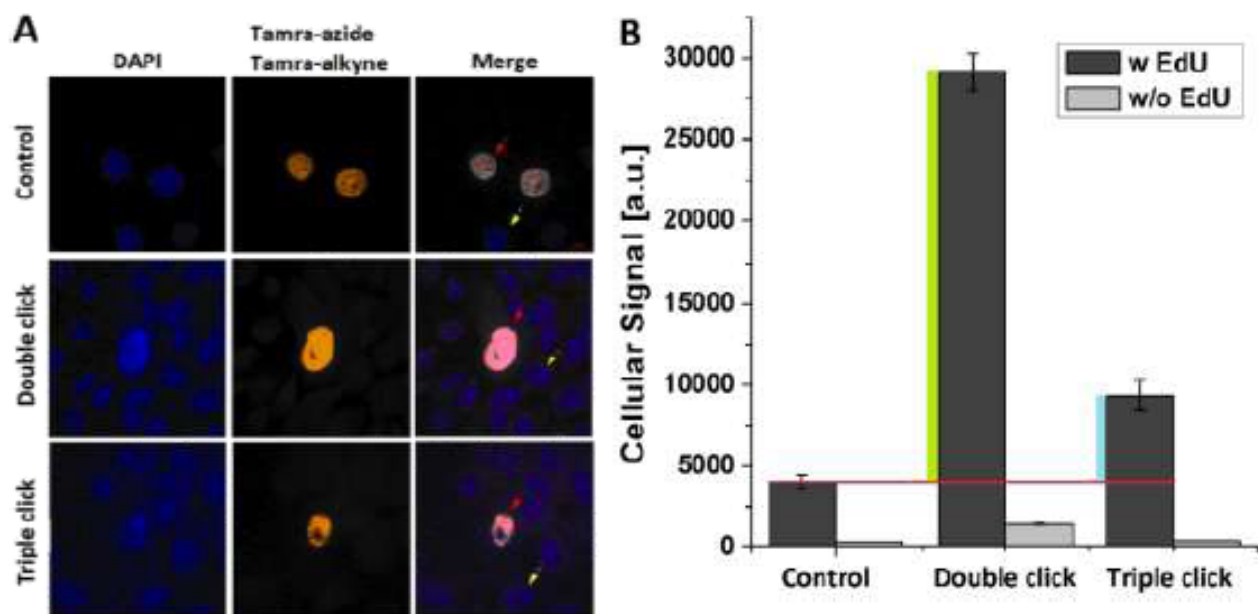 A
Tamra-azide
DAPI Tamra-alkyne Merge
Control
Double click
Triple click
B
w EdU
w/o EdU
Cellular Signal [a.u.]
30000
25000
20000
15000
10000
5000
0
Control Double click Triple click